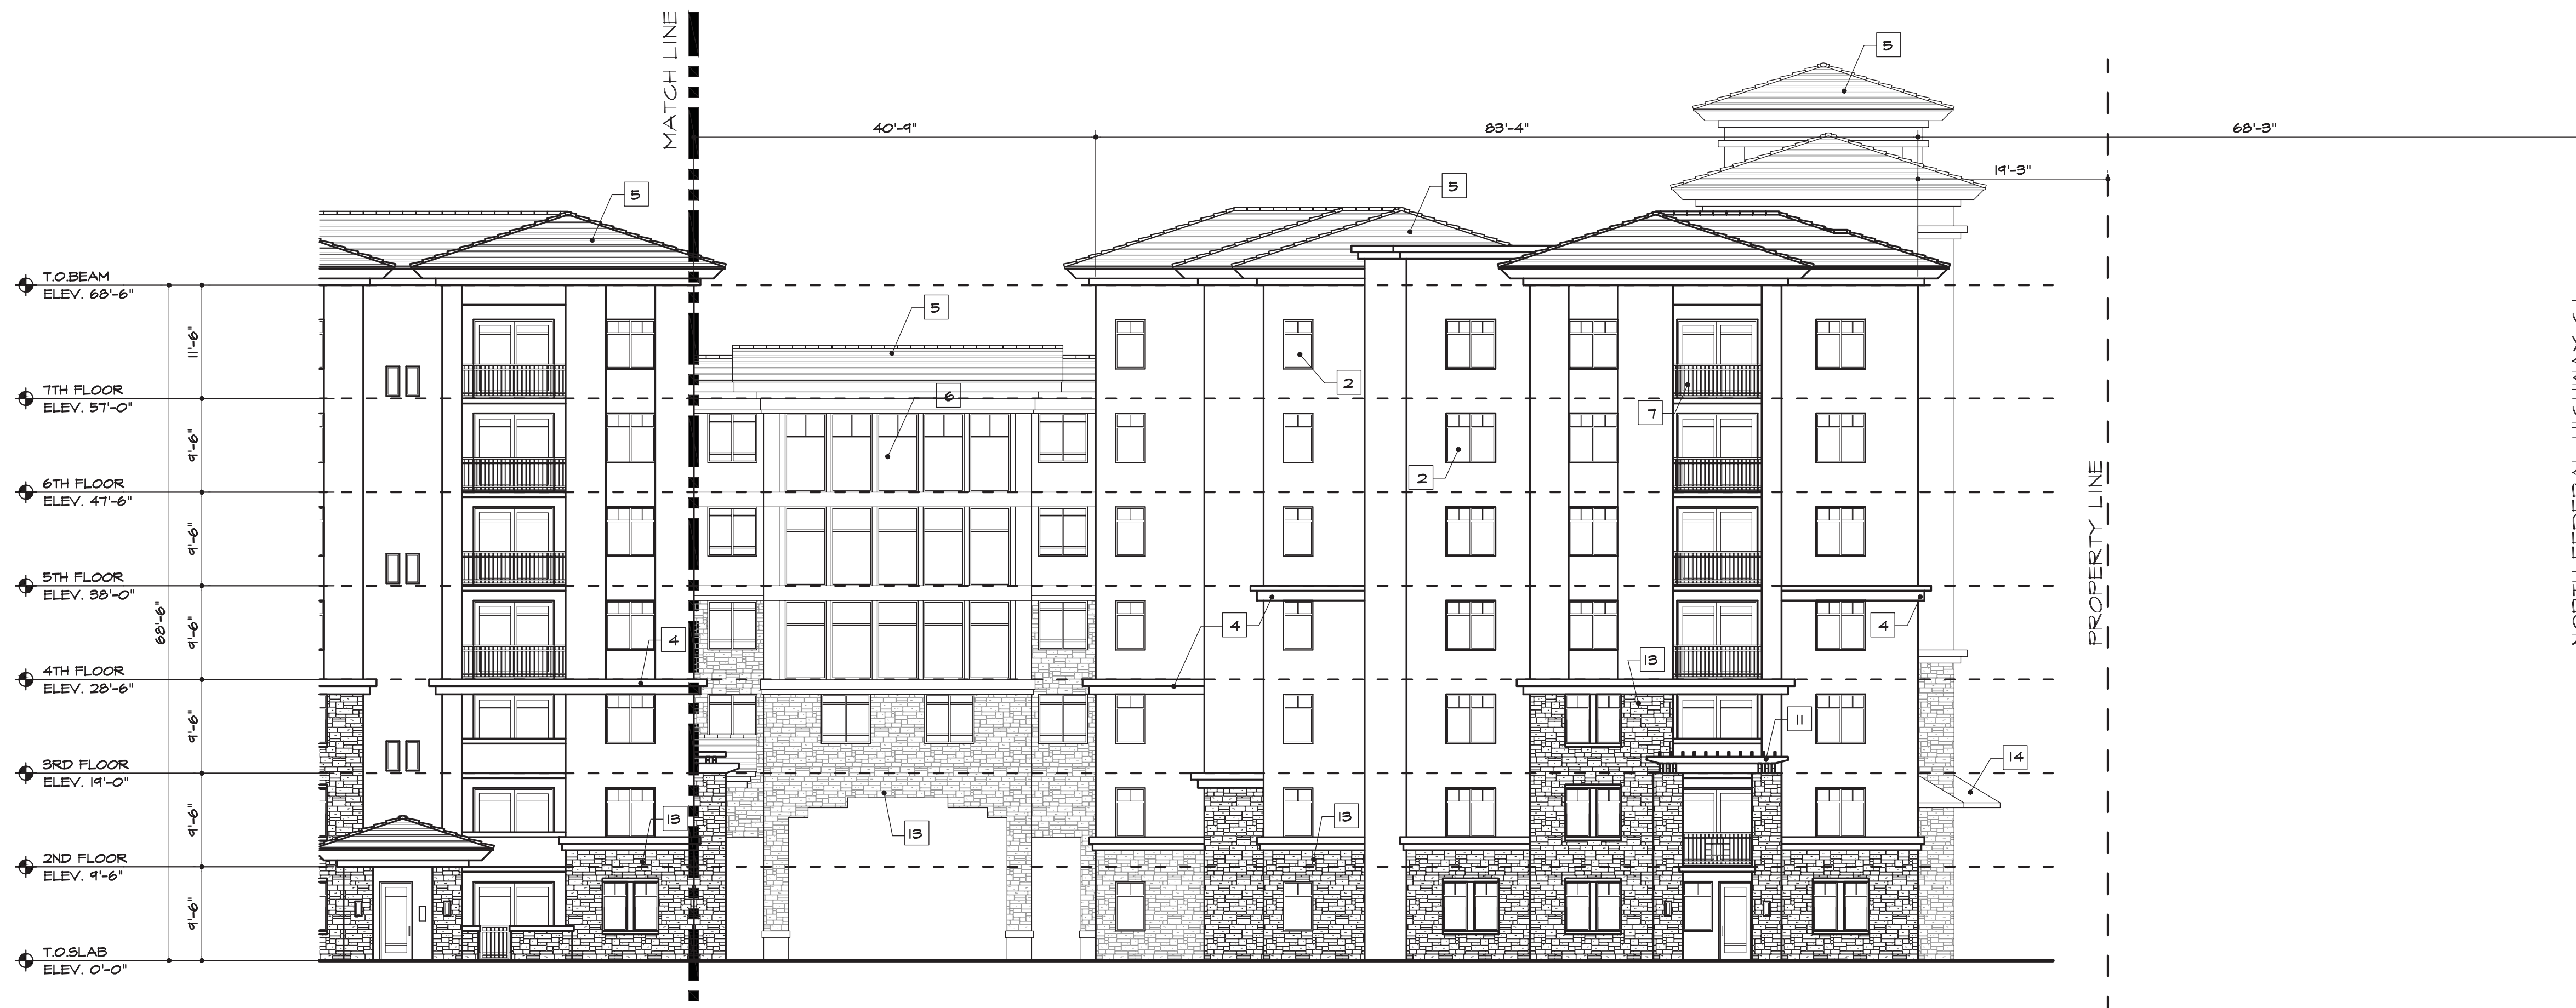 MATCH LINE
5
40'-9"
83'-4"
68'-3"
19'-3"
5
5
T.O.BEAM
ELEV. 68'-6"
5
11'-6"
2
7TH FLOOR
ELEV. 57'-0"
6
7
9'-6"
2
6TH FLOOR
ELEV. 47'-6"
PROPERTY LINE
9'-6"
5TH FLOOR
ELEV. 38'-0"
68'-6"
9'-6"
4
4
4
4TH FLOOR
ELEV. 28'-6"
13
9'-6"
11
3RD FLOOR
ELEV. 19'-0"
14
9'-6"
13
13
13
2ND FLOOR
ELEV. 9'-6"
9'-6"
T.O.SLAB
ELEV. 0'-0"